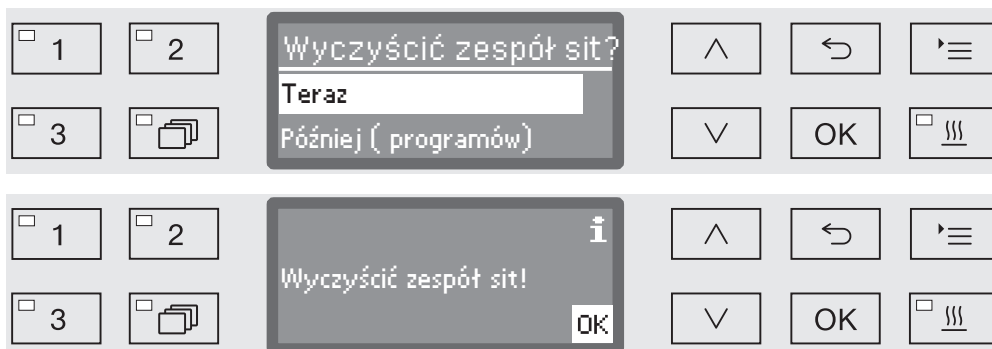 1
2
Wyczyścić zespół sit?
Teraz
3
Później ( programów)
OK
1
2
i
Wyczyścić zespół sit!
3
OK
OK